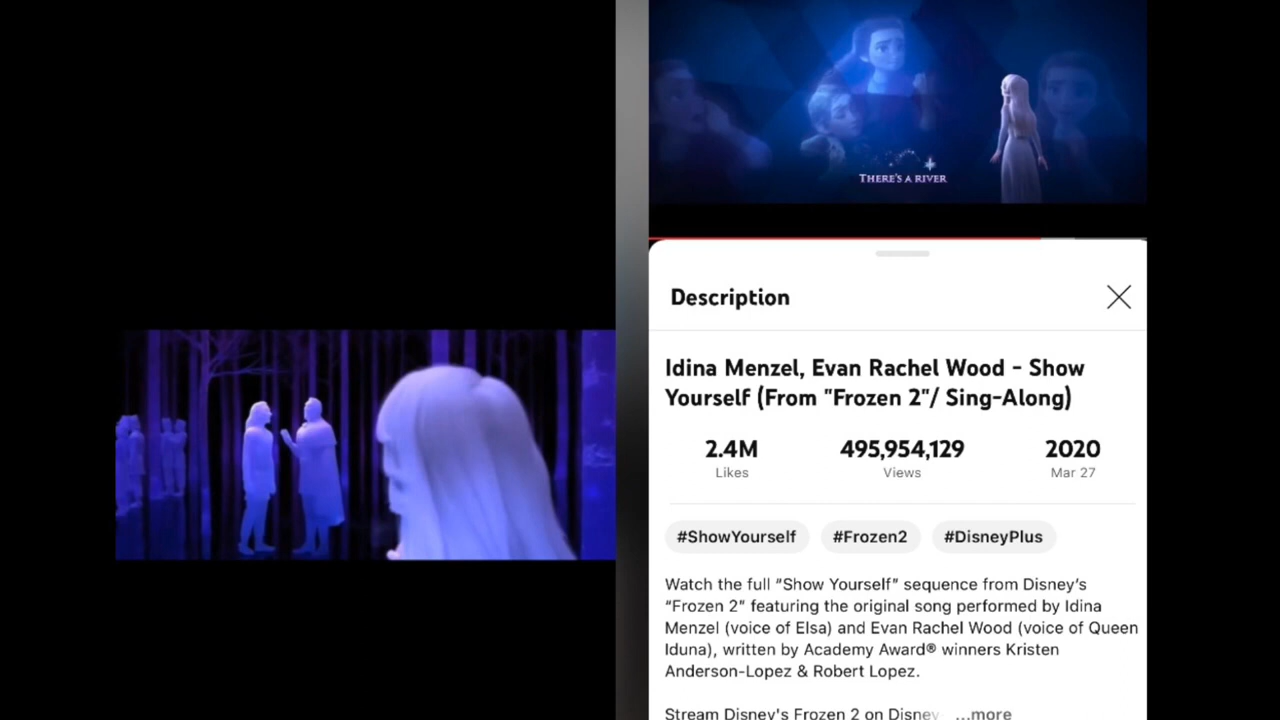 THERE'S A RIVER
Description
Idina Menzel, Evan Rachel Wood - Show
Yourself (From "Frozen 2"/ Sing-Along)
2.4M 495,954,129 2020
Likes Views Mar 27
#ShowYourself #Frozen2 #DisneyPlus
Watch the full “Show Yourself” sequence from Disney’s
“Frozen 2” featuring the original song performed by Idina
Menzel (voice of Elsa) and Evan Rachel Wood (voice of Queen
Iduna), written by Academy Award® winners Kristen
Anderson-Lopez & Robert Lopez.
Stream Disney's Frozen 2 on Disney ...more